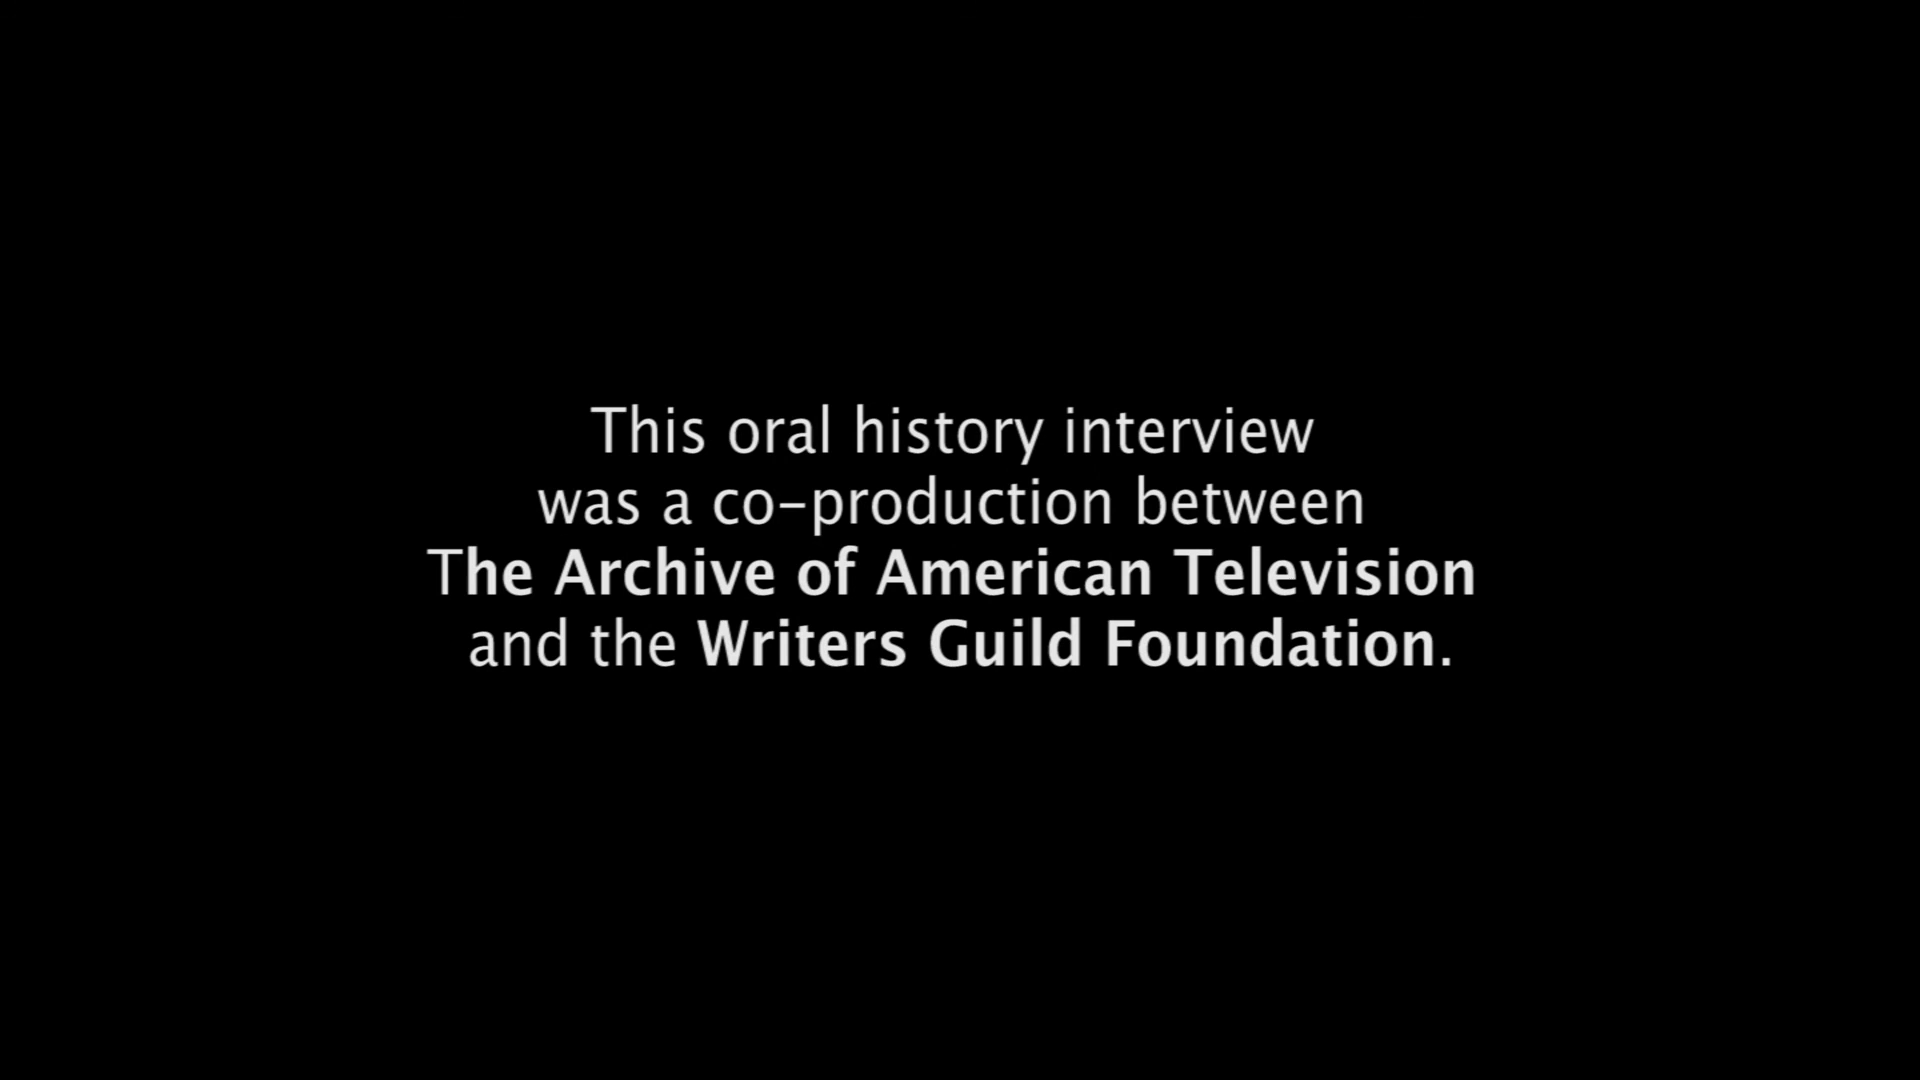 This oral history interview
was a co-production between
The Archive of American Television
and the Writers Guild Foundation.